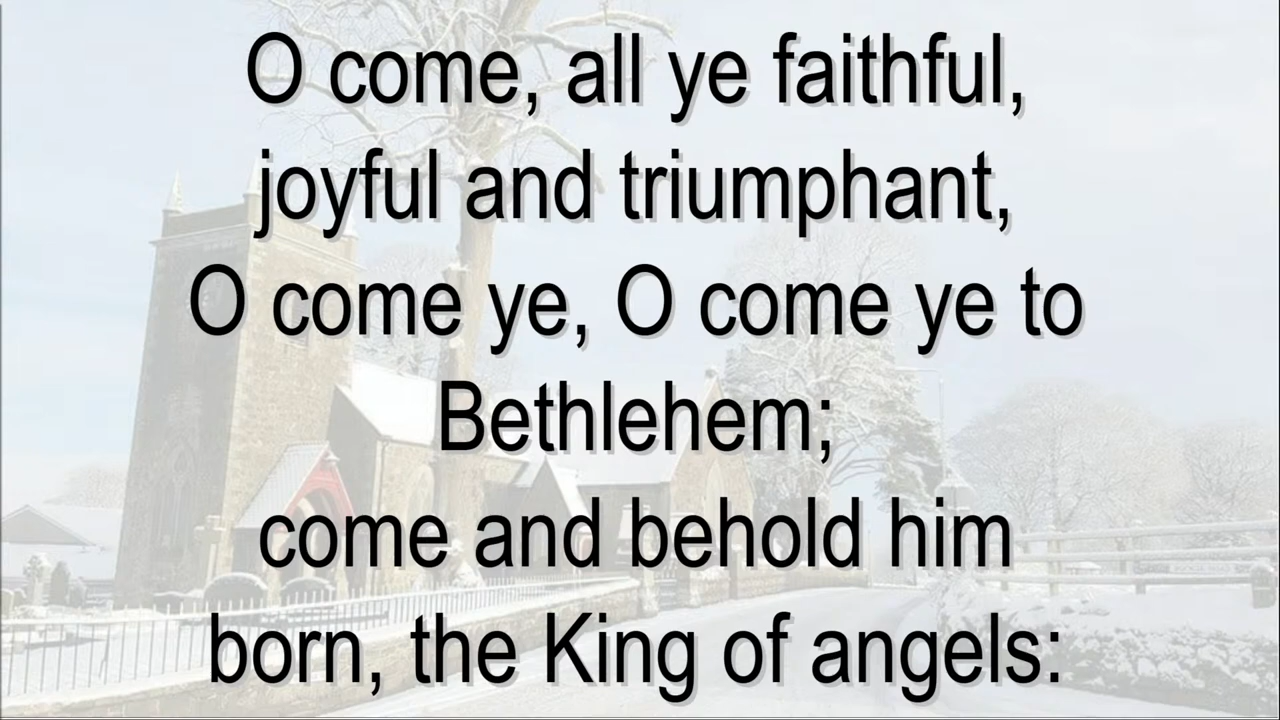 O come, all ye faithful,
joyful and triumphant,
O come ye, O come ye to
Bethlehem;
come and behold him
born, the King of angels: